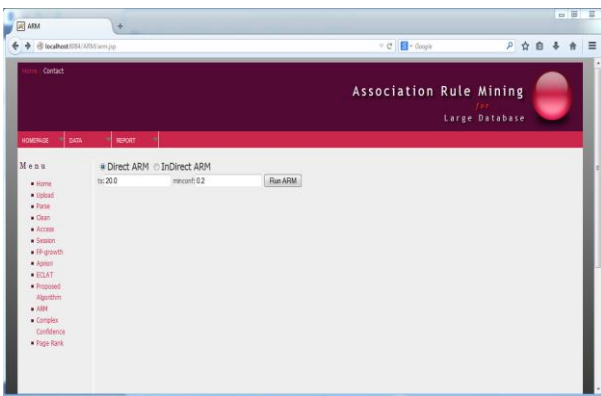 ARM
localhost:8084/ARM/arm.jsp
Google
Home Contact
Association Rule Mining
for
Large Database
HOMEPAGE DATA REPORT
Menu
Home
Upload
Parse
Clean
Access
Session
FP-growth
Apriori
ECLAT
Proposed
Algorithm
ARM
Complex
Confidence
Page Rank
Direct ARM InDirect ARM
ts: 20.0 minconf: 0.2 Run ARM